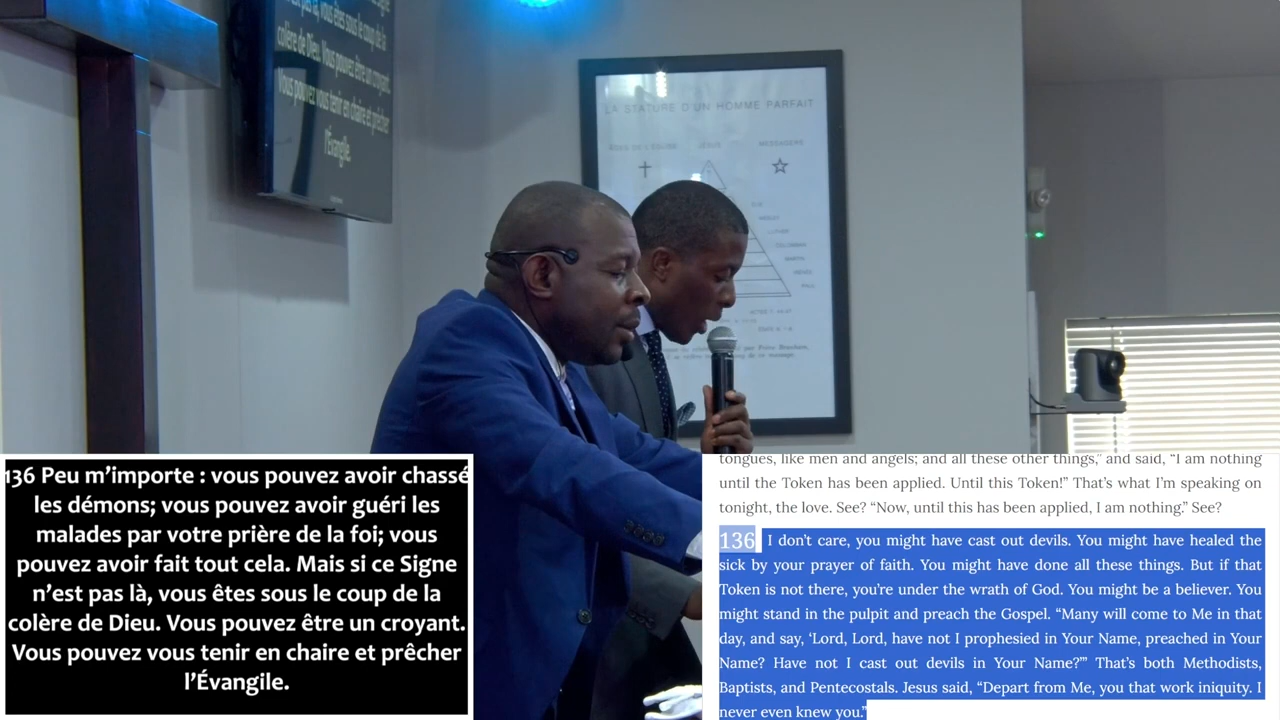 colère de Dieu. Vous pouvez être un croyant.
Vous pouvez vous tenir en chaire et prêcher
l'Évangile.
LA STATURE D'UN HOMME PARFAIT
JÉSUS
MESSAGERS
136 Peu m'importe : vous pouvez avoir chassé
les démons; vous pouvez avoir guéri les
malades par votre prière de la foi; vous
pouvez avoir fait tout cela. Mais si ce Signe
n'est pas là, vous êtes sous le coup de la
colère de Dieu. Vous pouvez être un croyant.
Vous pouvez vous tenir en chaire et prêcher
l'Évangile.
tongues, like men and angels; and all these other things," and said, "I am nothing
until the Token has been applied. Until this Token!" That's what I'm speaking on
tonight, the love. See? "Now, until this has been applied, I am nothing." See?
136 I don't care, you might have cast out devils. You might have healed the
sick by your prayer of faith. You might have done all these things. But if that
Token is not there, you're under the wrath of God. You might be a believer. You
might stand in the pulpit and preach the Gospel. "Many will come to Me in that
day, and say, 'Lord, Lord, have not I prophesied in Your Name, preached in Your
Name? Have not I cast out devils in Your Name?'" That's both Methodists,
Baptists, and Pentecostals. Jesus said, "Depart from Me, you that work iniquity. I
never even knew you."